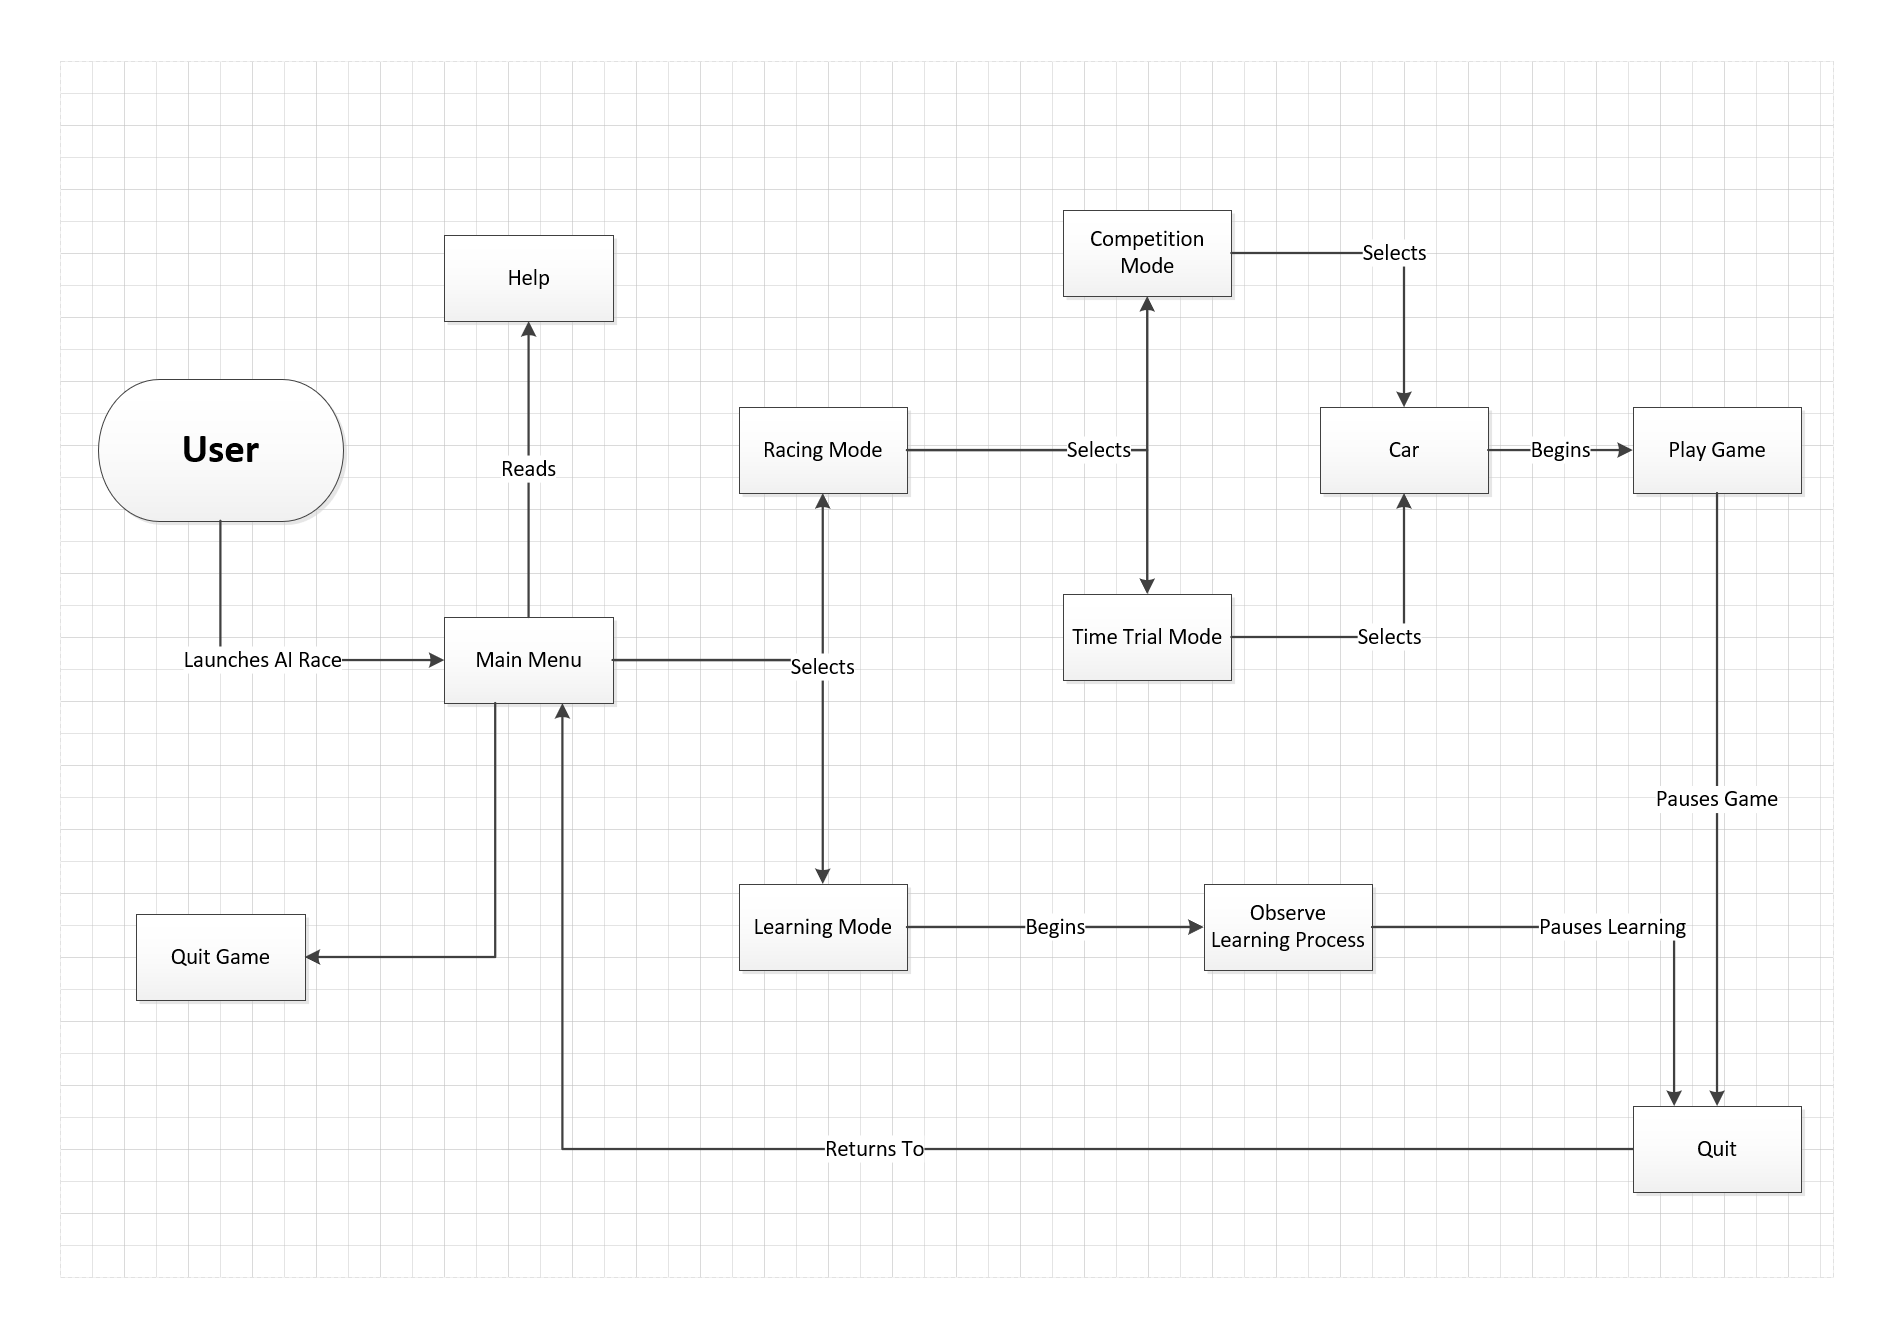 Competition
Mode
Selects
Help
User
Reads
Racing Mode
Selects
Car
Begins
Play Game
Launches AI Race
Main Menu
Selects
Time Trial Mode
Selects
Pauses Game
Quit Game
Learning Mode
Begins
Observe
Learning Process
Pauses Learning
Returns To
Quit